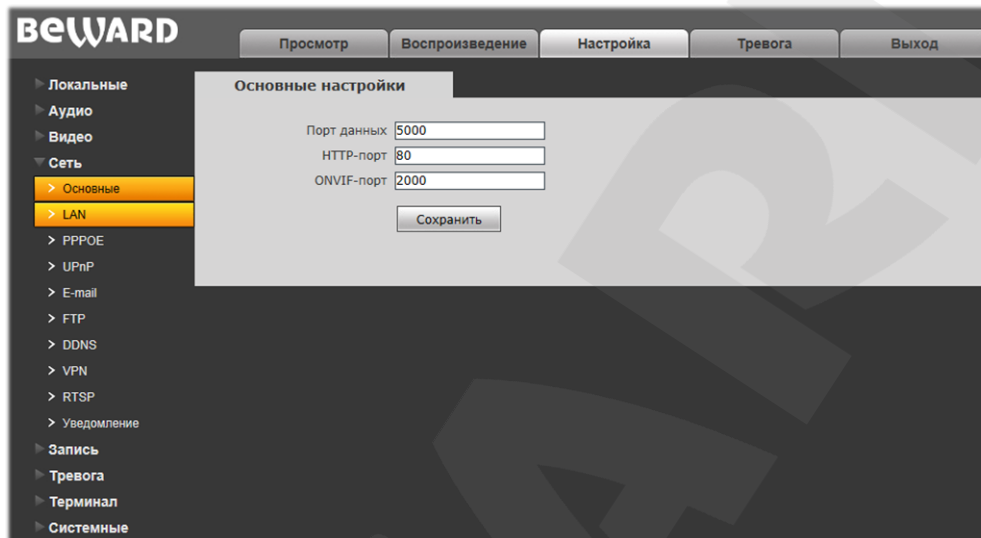 BEWARD
Просмотр Воспроизведение Настройка Тревога Выход
Локальные
Аудио
Видео
Сеть
Основные
LAN
PPPOE
UPnP
E-mail
FTP
DDNS
VPN
RTSP
Уведомление
Запись
Тревога
Терминал
Системные
Основные настройки
Порт данных 5000
HTTP-порт 80
ONVIF-порт 2000
Сохранить